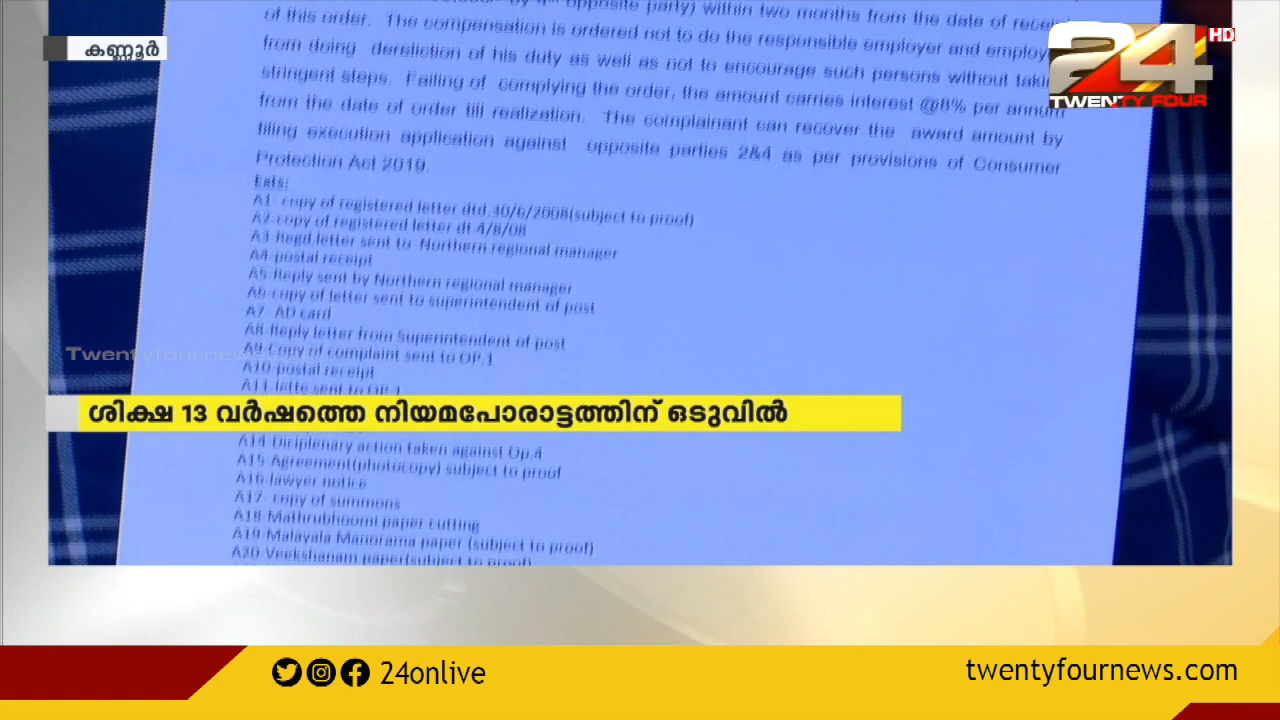 of this order. The compensation is ordered not to do the responsible employer and
കണ്ണൂർ
from doing dereliction of his duty as well as not to encourage such persons without
24 HD
TWENTY FOUR
stringent steps. Failing of complying the order, the amount carries interest @8% per annum
from the date of till realization. The complainant can recover the award amount by
filing execution application against opposite parties 2&4 as per provisions of Consumer
Protection Act 2019.
Exts:
A1- copy of registered letter dtd.30/6/2008(subject to proof)
A2-copy of registered letter dt.4/8/08
A3-Regd.letter sent to Northern regional manager
A4-postal receipt
A5-Reply sent by Northern regional manager
A6-copy of letter sent to superintendent of post
A7- AD card
A8-Reply letter from Superintendent of post
Twentyfournews
A9-Copy of complaint sent to OP.1
A10-postal receipt
A11-lette sent to OP.1
ശിക്ഷ 13 വർഷത്തെ നിയമപോരാട്ടത്തിന് ഒടുവിൽ
A14-Diciplenary action taken against Op.4
A15-Agreement(photocopy) subject to proof
A16-lawyer notice
A17- copy of summons
A18-Mathrubhoomi paper cutting
A19-Malayala Manorama paper (subject to proof)
A20-Veekshanam paper(subject to proof)
24onlive
twentyfournews.com